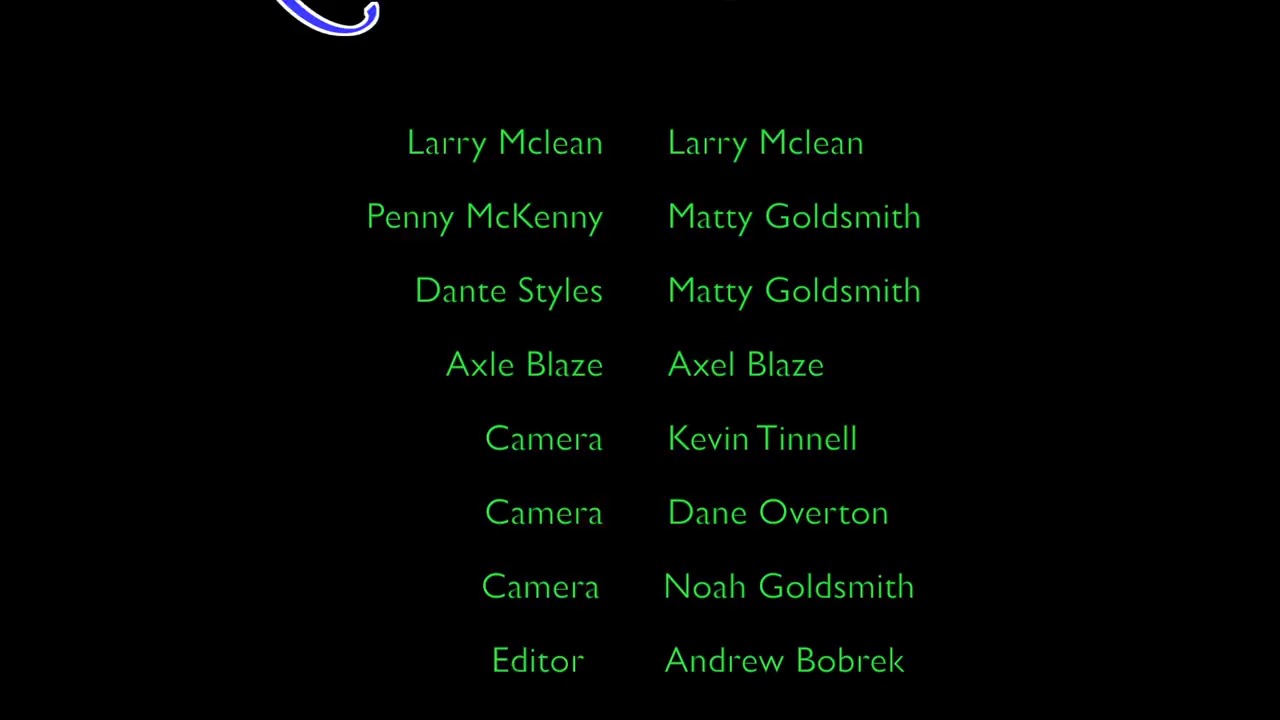 Larry Mclean Larry Mclean
Penny McKenny Matty Goldsmith
Dante Styles Matty Goldsmith
Axle Blaze Axel Blaze
Camera Kevin Tinnell
Camera Dane Overton
Camera Noah Goldsmith
Editor Andrew Bobrek